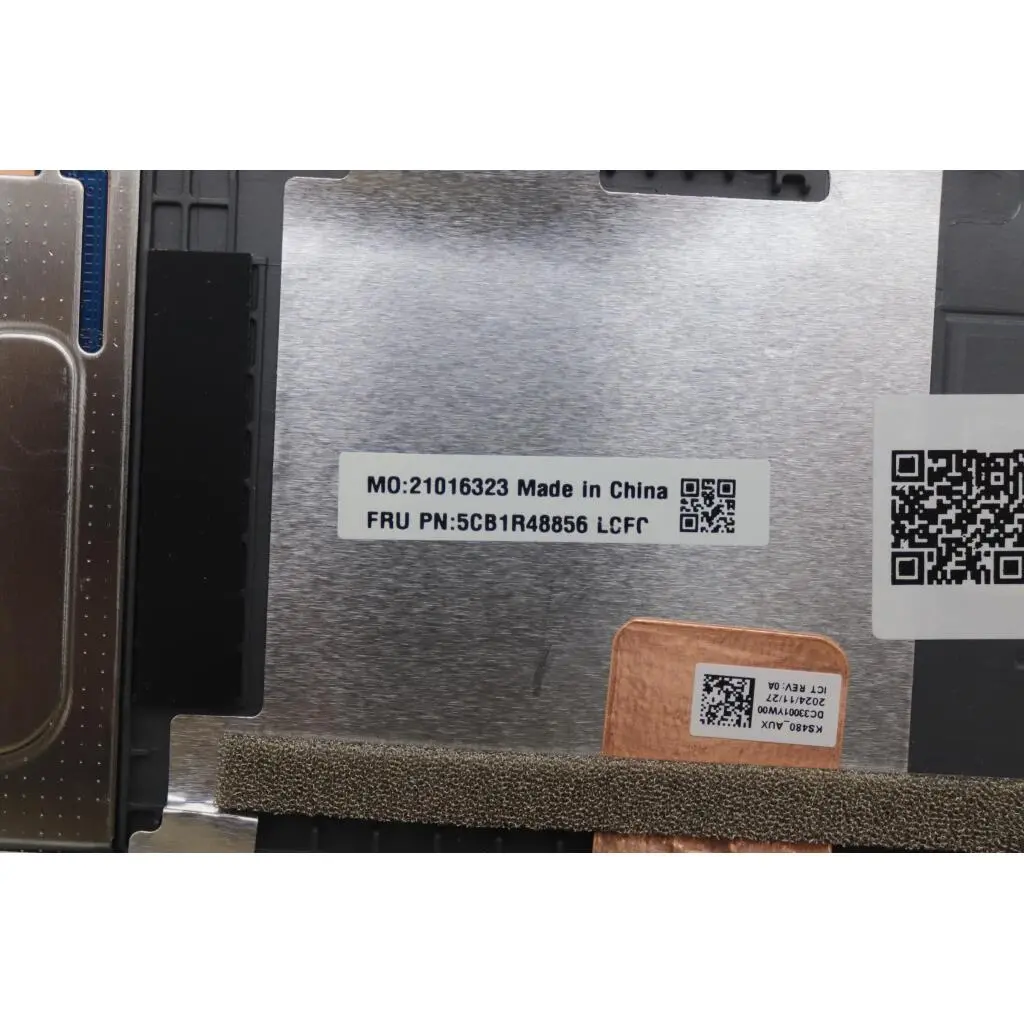 MO:21016323 Made in China
FRU PN:5CB1R48856 LCFC
KS480_AUX
DC33001YW00
2024/11/27
ICT REV:0A